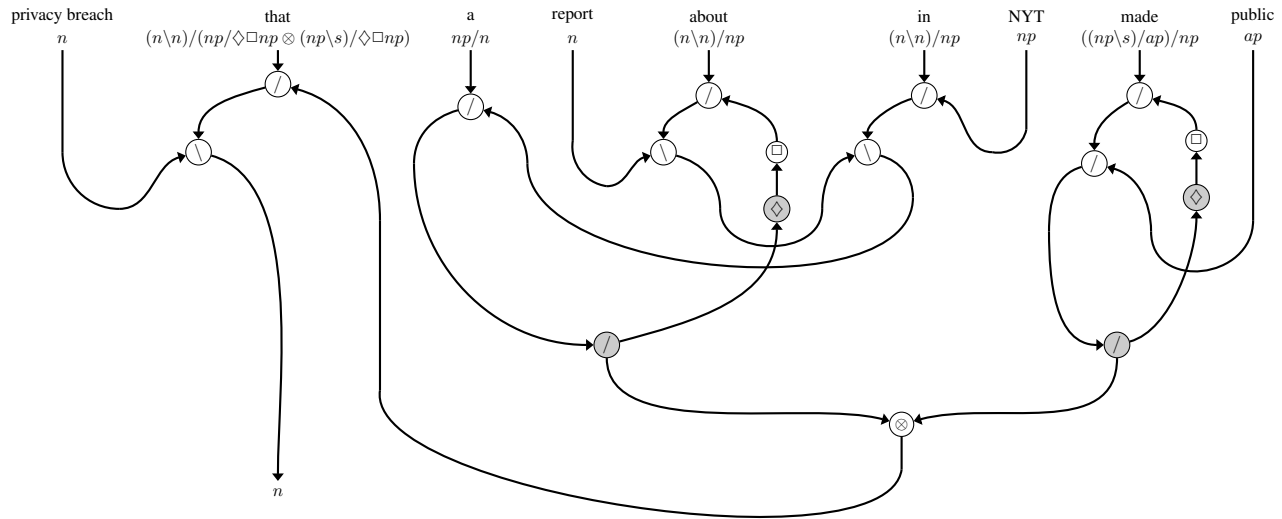 privacy breach that a report about in NYT made public
n (n\n)/(np/◇□np ⊗ (np\s)/◇□np) np/n n (n\n)/np (n\n)/np np ((np\s)/ap)/np ap
/
/ / /
/
\ \ □ \ □
/
◇ ◇
/ /
⊗
n